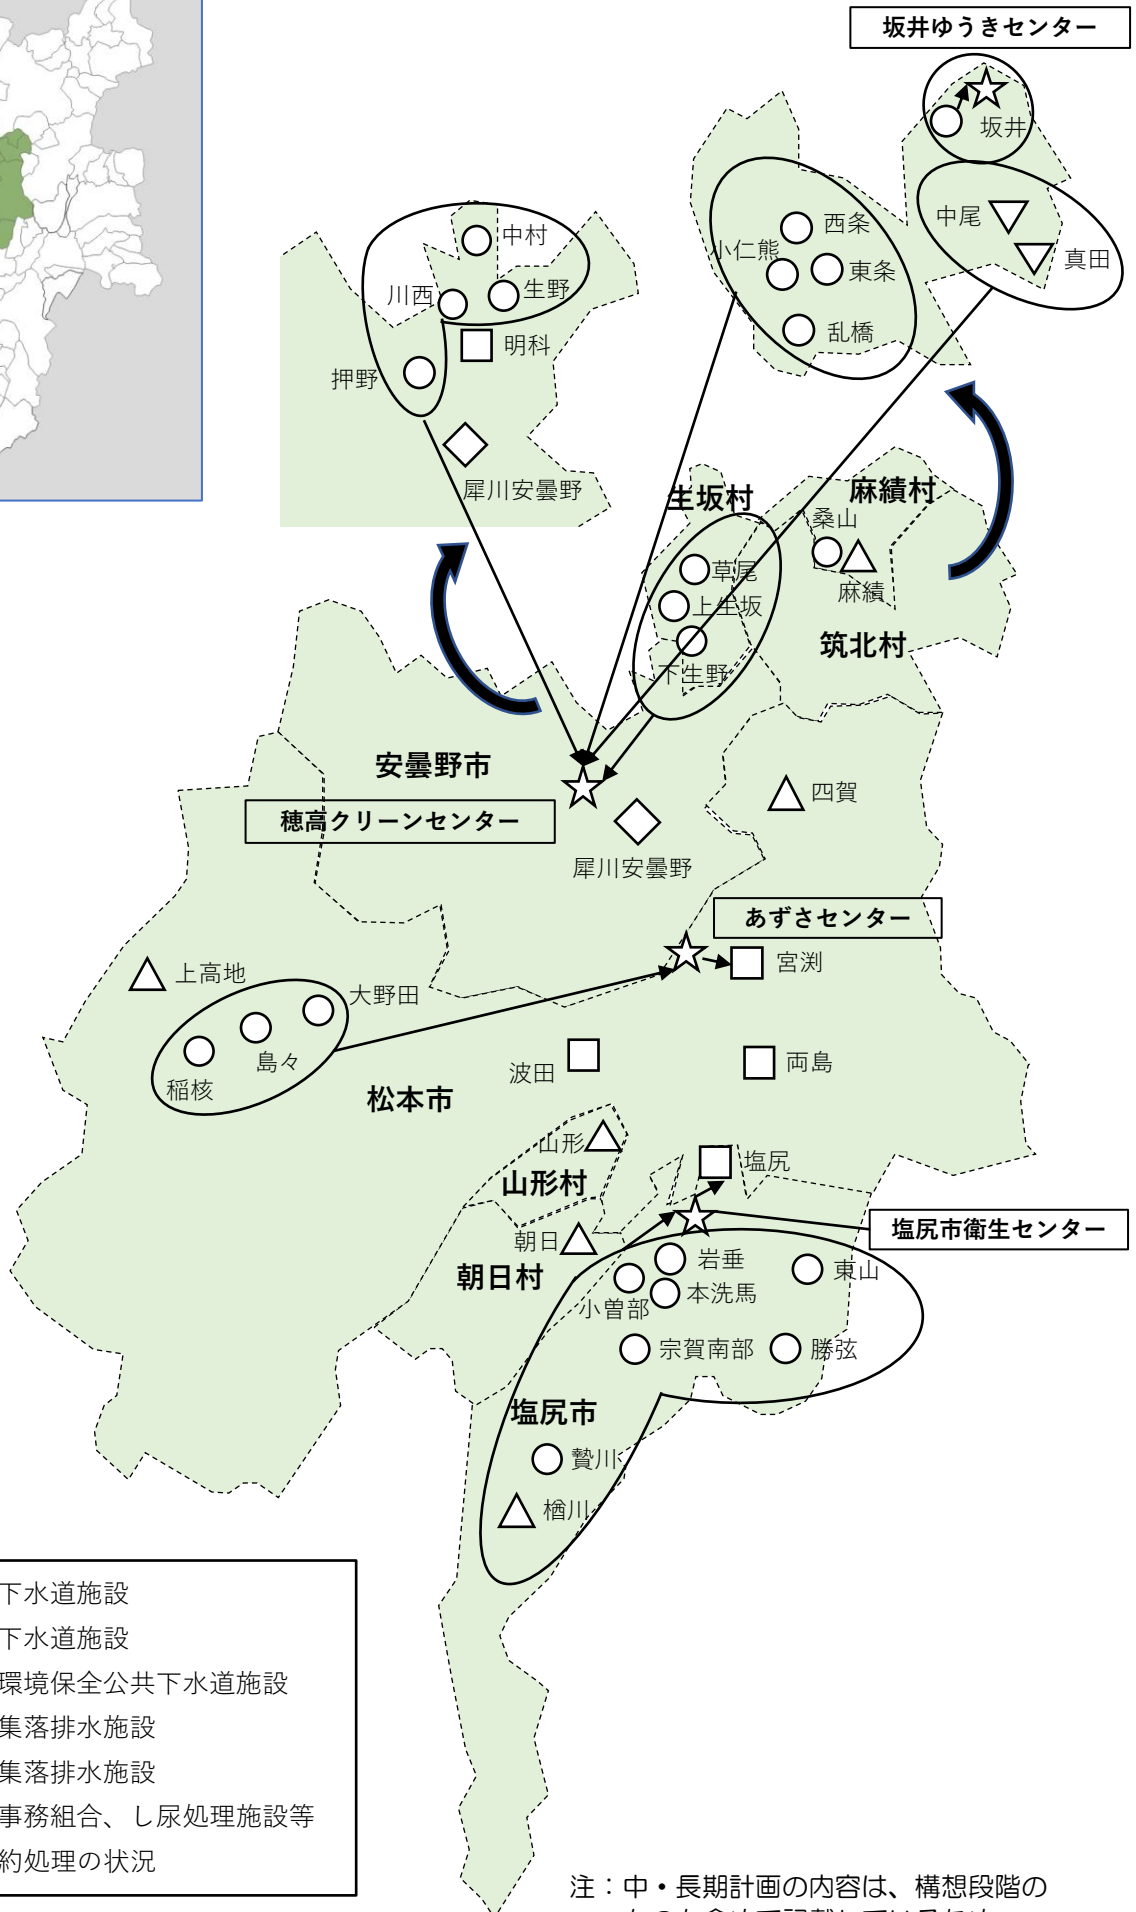 坂井ゆうきセンター
坂井
中尾
真田
西条
小仁熊
東条
乱橋
中村
川西
生野
明科
押野
犀川安曇野
生坂村
麻績村
桑山
麻績
草尾
上生坂
下生野
筑北村
安曇野市
穂高クリーンセンター
犀川安曇野
四賀
あずさセンター
宮渕
上高地
大野田
島々
稲核
波田
両島
松本市
山形
山形村
塩尻
塩尻市衛生センター
朝日
朝日村
岩垂
東山
小曽部
本洗馬
宗賀南部
勝弦
塩尻市
贄川
楢川
下水道施設
下水道施設
環境保全公共下水道施設
集落排水施設
集落排水施設
事務組合、し尿処理施設等
約処理の状況
注：中・長期計画の内容は、構想段階の